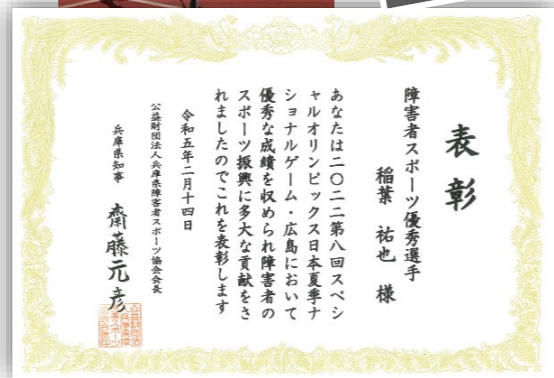 表彰
障害者スポーツ優秀選手
稲葉 祐也 様
あなたは二〇二二第八回スペシ
ャルオリンピックス日本夏季ナ
ショナルゲーム・広島において
優秀な成績を収められ障害者の
スポーツ振興に多大な貢献をさ
れましたのでこれを表彰します
令和五年二月十四日
公益財団法人兵庫県障害者スポーツ協会会長
兵庫県知事 齋藤元彦